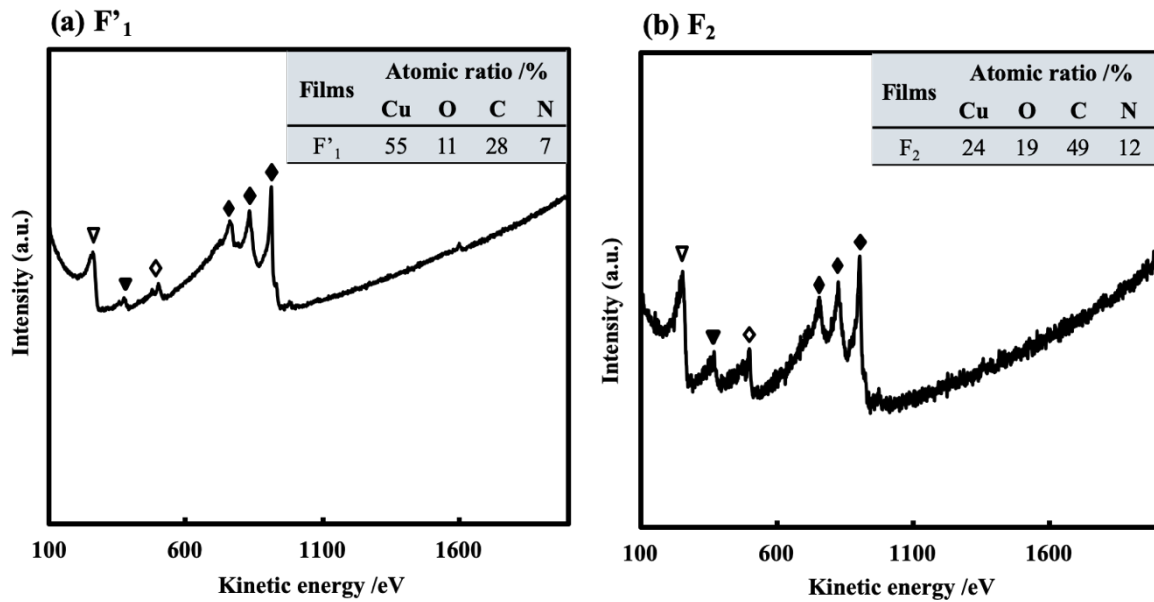 (a) F'₁
Films Atomic ratio /%
Cu O C N
F'₁ 55 11 28 7
Intensity (a.u.)
100 600 1100 1600
Kinetic energy /eV
(b) F₂
Films Atomic ratio /%
Cu O C N
F₂ 24 19 49 12
Intensity (a.u.)
100 600 1100 1600
Kinetic energy /eV